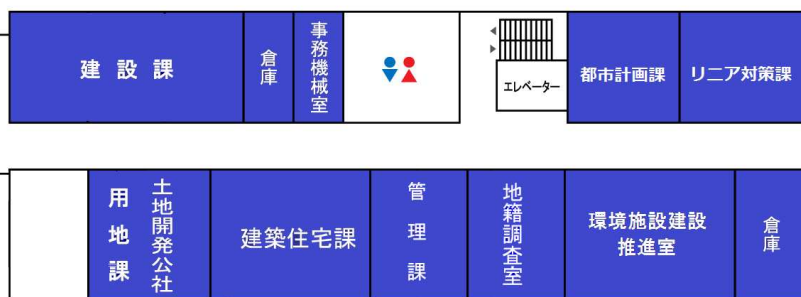 建設課
倉庫
事務機械室
エレベーター
都市計画課
リニア対策課
用地課
土地開発公社
建築住宅課
管理課
地籍調査室
環境施設建設
推進室
倉庫